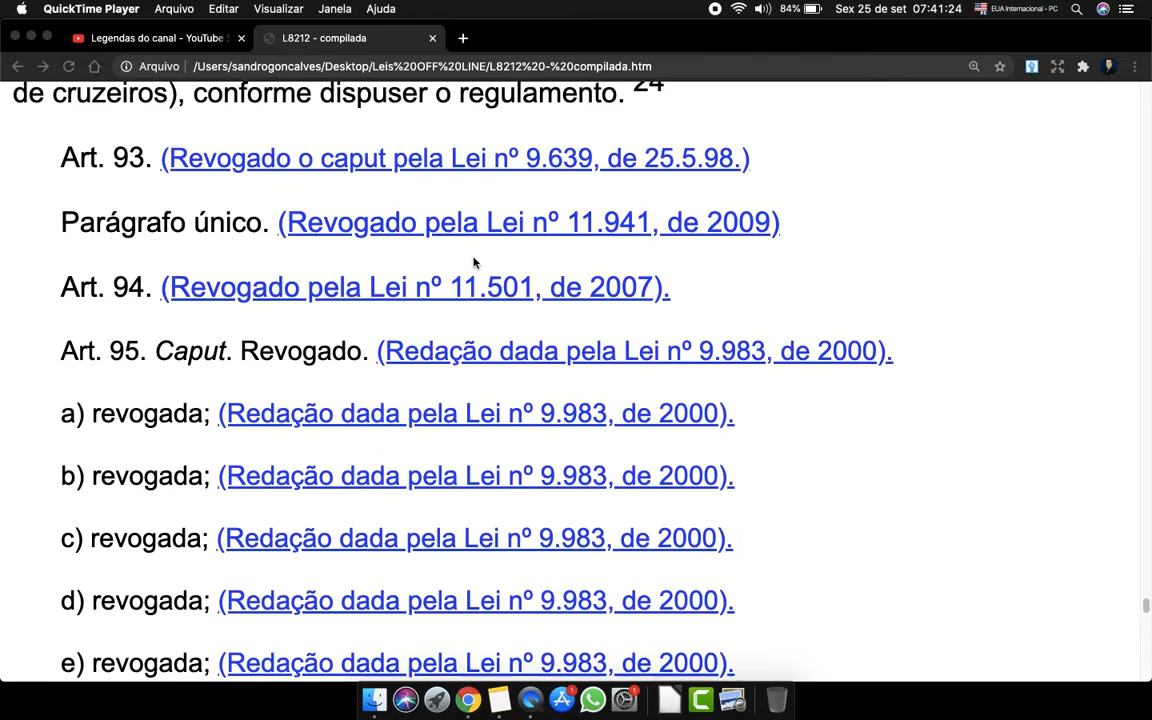 QuickTime Player Arquivo Editar Visualizar Janela Ajuda 84% Sex 25 de set 07:41:24 EUA Internacional - PC
Legendas do canal - YouTube S L8212 - compilada
Arquivo /Users/sandrogoncalves/Desktop/Leis%20OFF%20LINE/L8212%20-%20compilada.htm
de cruzeiros), conforme dispuser o regulamento. 24
Art. 93. (Revogado o caput pela Lei nº 9.639, de 25.5.98.)
Parágrafo único. (Revogado pela Lei nº 11.941, de 2009)
Art. 94. (Revogado pela Lei nº 11.501, de 2007).
Art. 95. Caput. Revogado. (Redação dada pela Lei nº 9.983, de 2000).
a) revogada; (Redação dada pela Lei nº 9.983, de 2000).
b) revogada; (Redação dada pela Lei nº 9.983, de 2000).
c) revogada; (Redação dada pela Lei nº 9.983, de 2000).
d) revogada; (Redação dada pela Lei nº 9.983, de 2000).
e) revogada; (Redação dada pela Lei nº 9.983, de 2000).